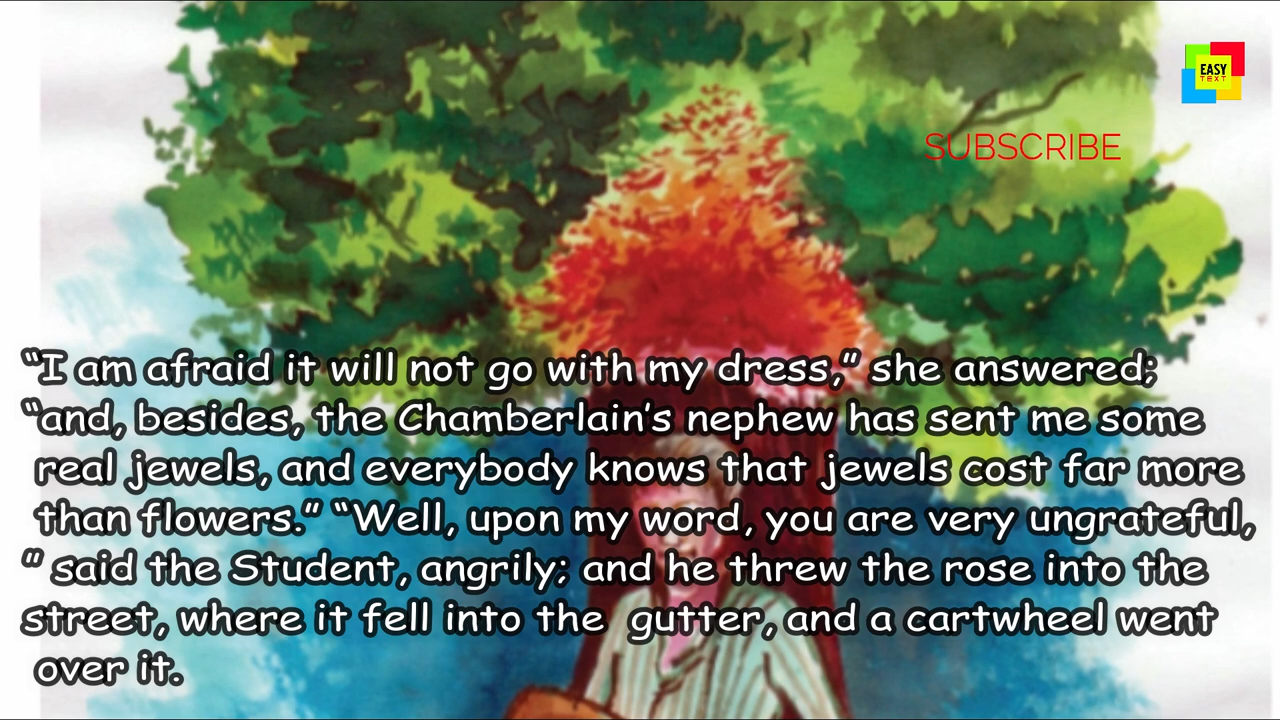 EASY
TEXT
SUBSCRIBE
“I am afraid it will not go with my dress,” she answered;
“and, besides, the Chamberlain’s nephew has sent me some
real jewels, and everybody knows that jewels cost far more
than flowers.” “Well, upon my word, you are very ungrateful,
” said the Student, angrily; and he threw the rose into the
street, where it fell into the gutter, and a cartwheel went
over it.